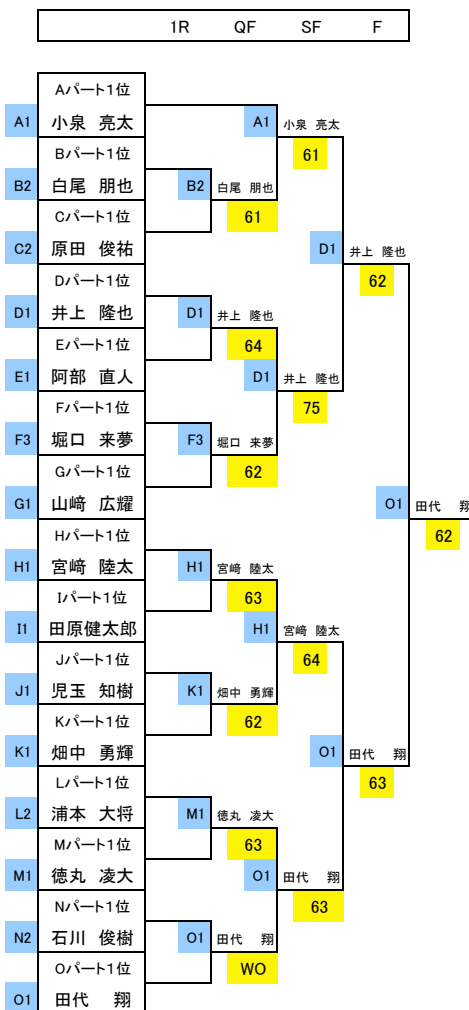 1R QF SF F
Aパート1位
A1 小泉 亮太 A1 小泉 亮太
Bパート1位 61
B2 白尾 朋也 B2 白尾 朋也
Cパート1位 61
C2 原田 俊祐 D1 井上 隆也
Dパート1位 62
D1 井上 隆也 D1 井上 隆也
Eパート1位 64
E1 阿部 直人 D1 井上 隆也
Fパート1位 75
F3 堀口 来夢 F3 堀口 来夢
Gパート1位 62
G1 山﨑 広耀 O1 田代 翔
Hパート1位 62
H1 宮﨑 陸太 H1 宮﨑 陸太
Iパート1位 63
I1 田原健太郎 H1 宮﨑 陸太
Jパート1位 64
J1 児玉 知樹 K1 畑中 勇輝
Kパート1位 62
K1 畑中 勇輝 O1 田代 翔
Lパート1位 63
L2 浦本 大将 M1 徳丸 凌大
Mパート1位 63
M1 徳丸 凌大 O1 田代 翔
Nパート1位 63
N2 石川 俊樹 O1 田代 翔
Oパート1位 WO
O1 田代 翔